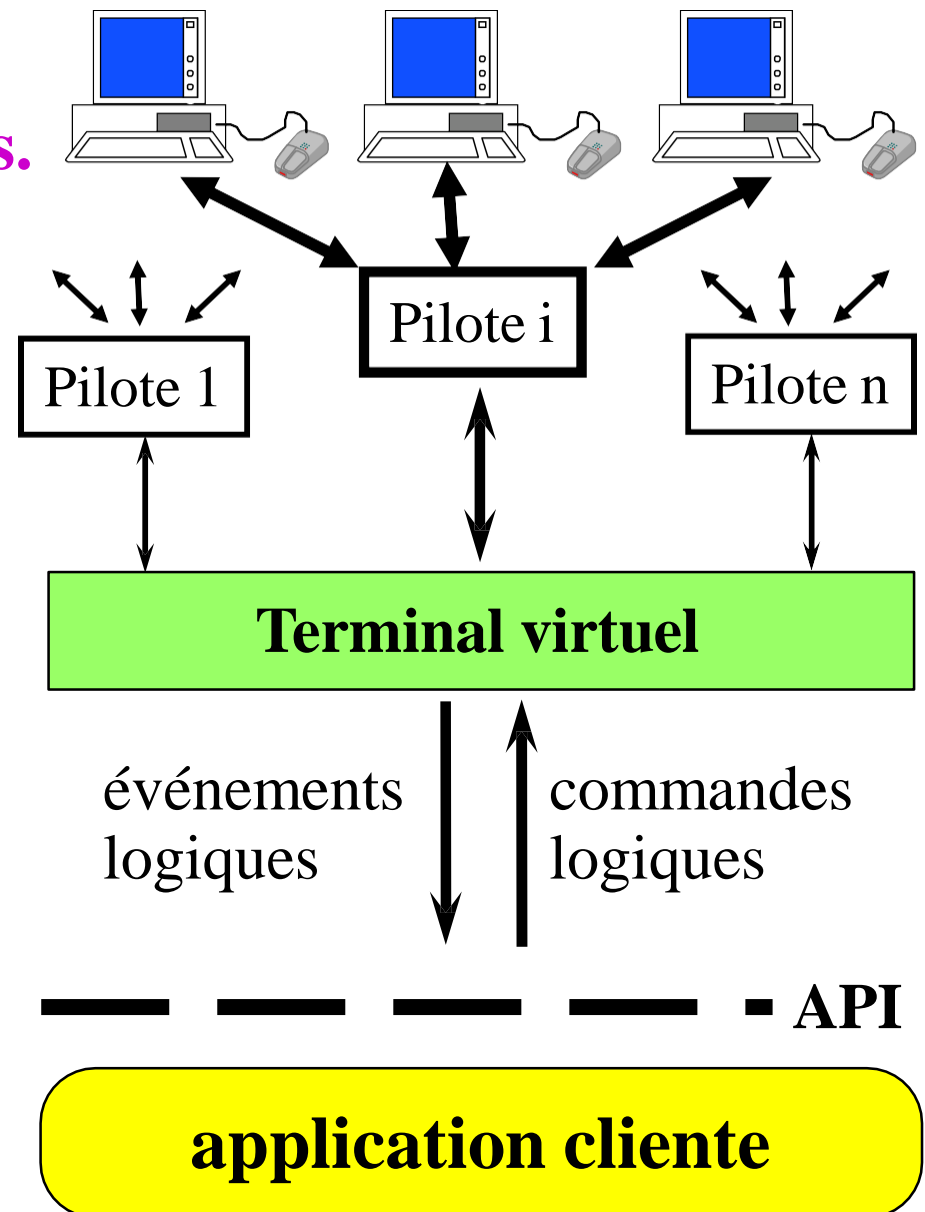 s.
Pilote i
Pilote 1
Pilote n
Terminal virtuel
événements
logiques
commandes
logiques
API
application cliente